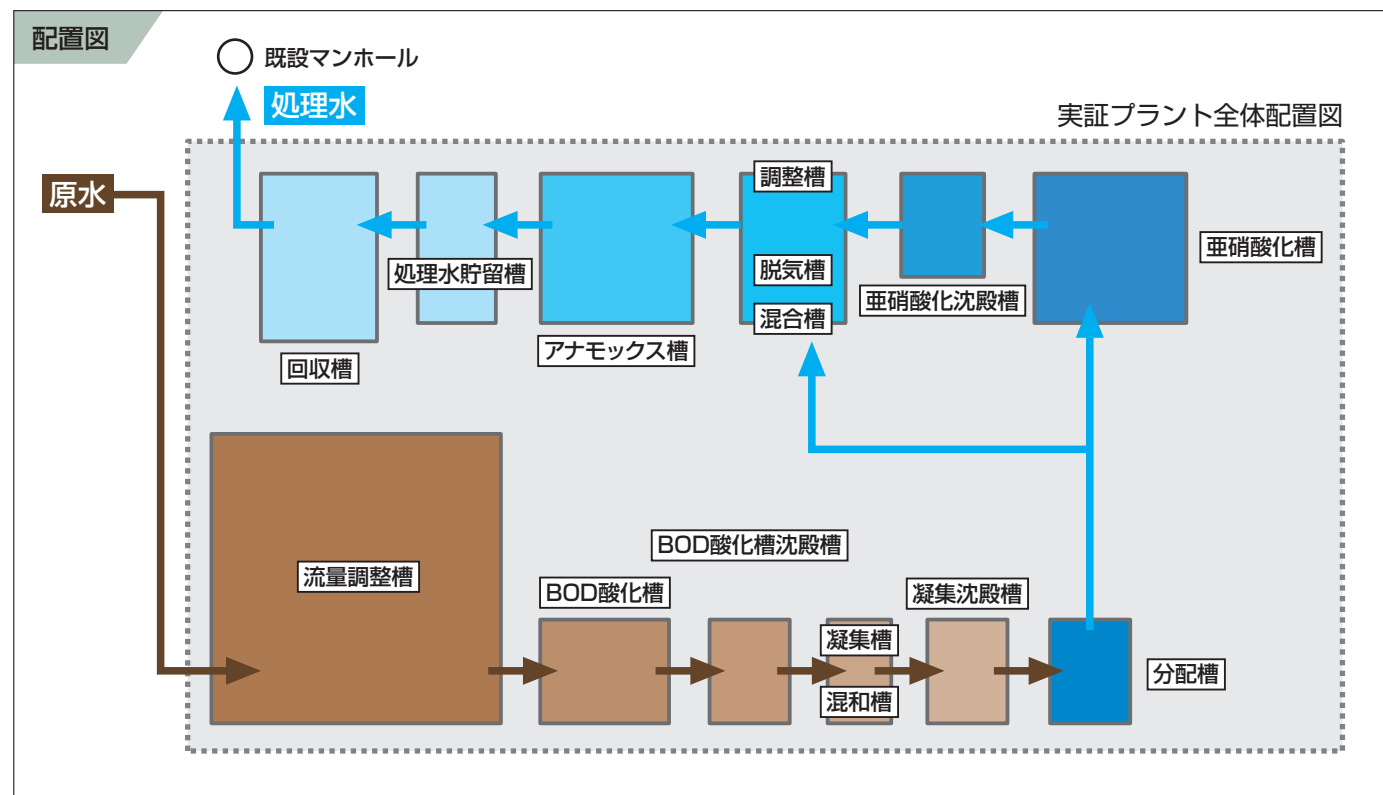 配置図
既設マンホール
処理水
実証プラント全体配置図
原水
調整槽
亜硝酸化槽
処理水貯留槽
脱気槽
亜硝酸化沈殿槽
混合槽
アナモックス槽
回収槽
BOD酸化槽沈殿槽
流量調整槽
BOD酸化槽
凝集沈殿槽
凝集槽
分配槽
混和槽